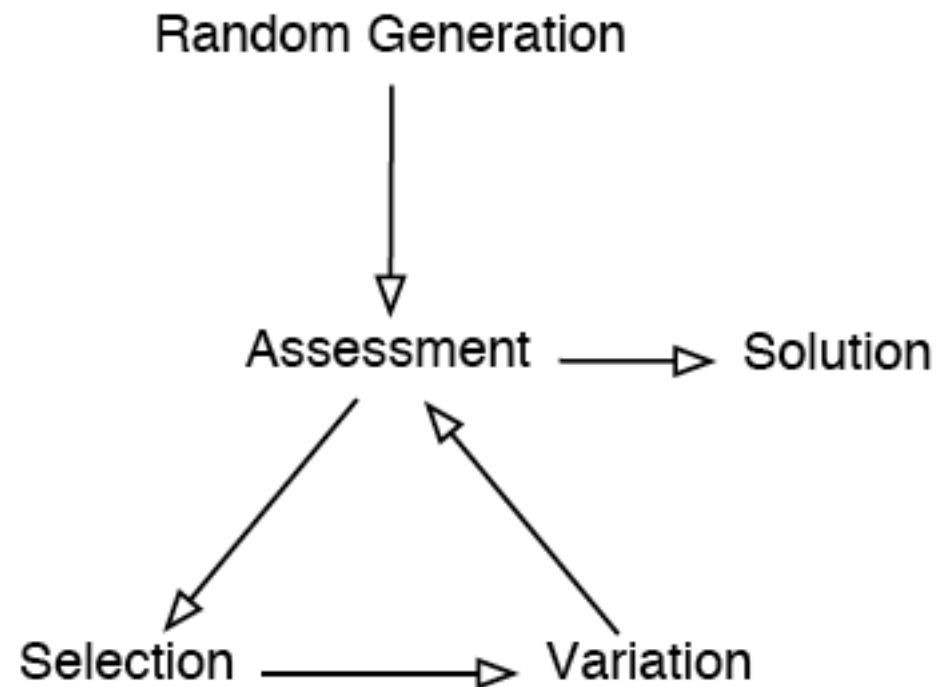 Random Generation
Assessment
Solution
Selection
Variation